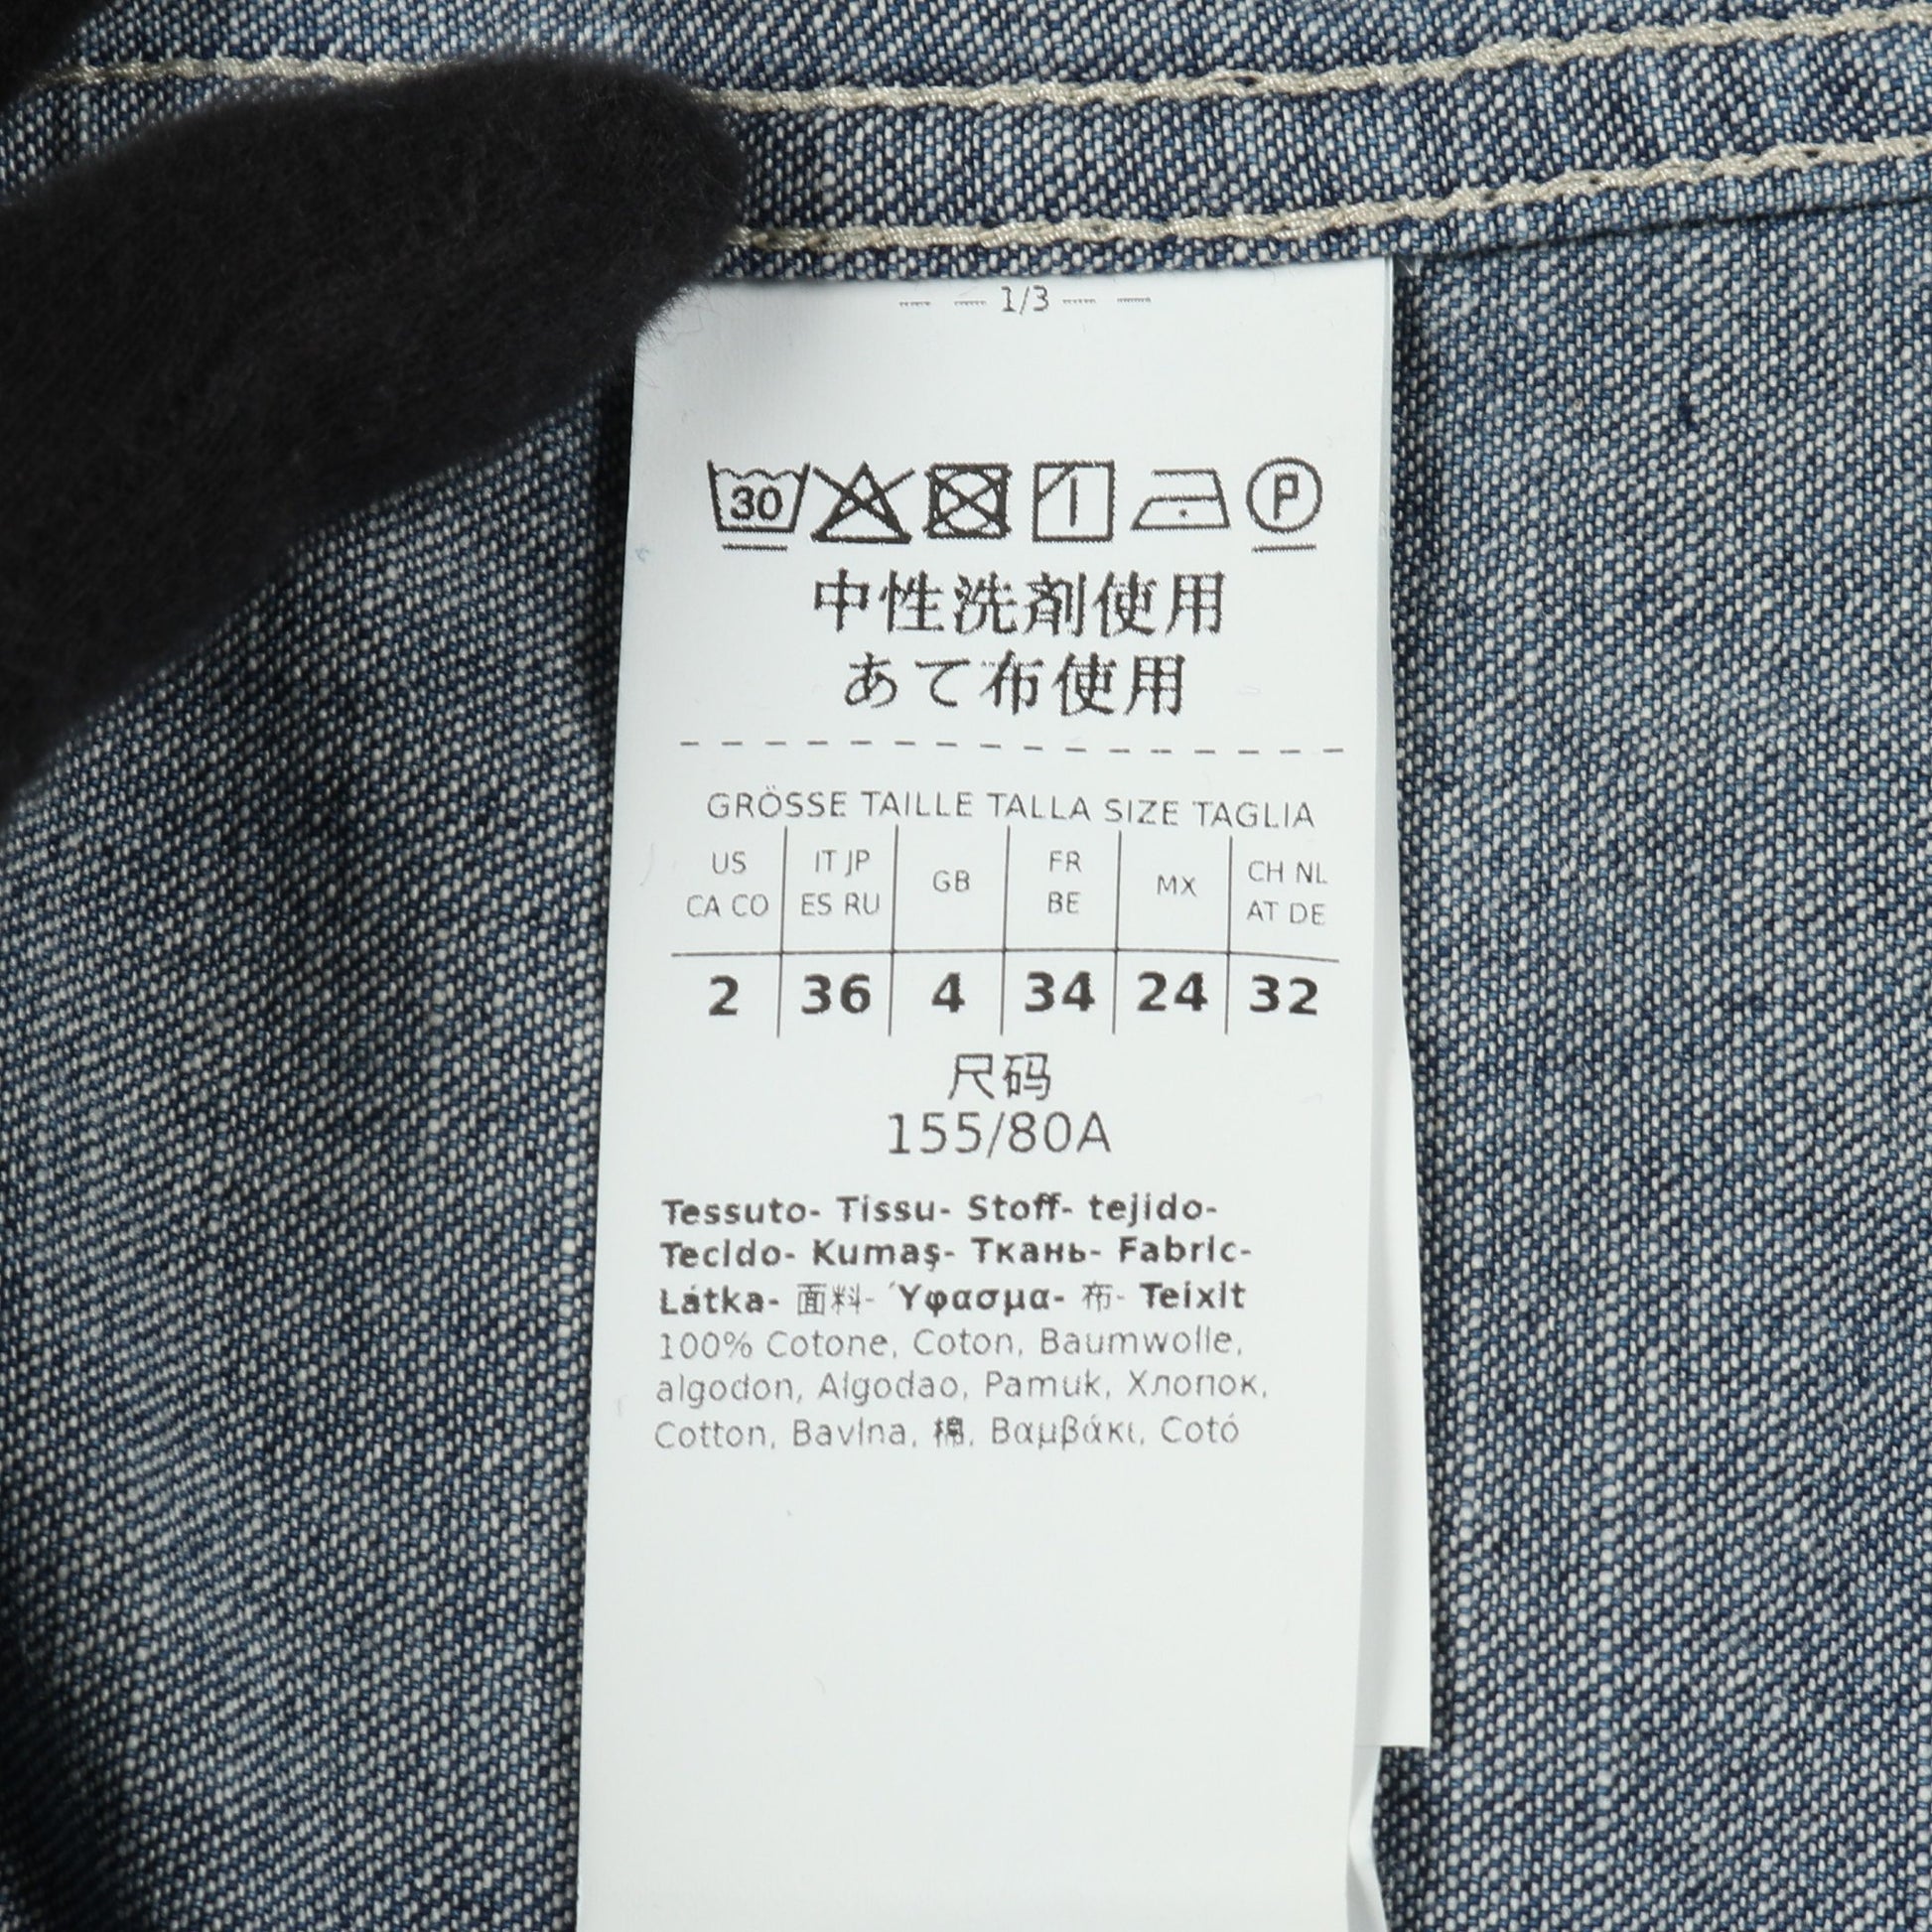 1/3
30 P
中性洗剤使用
あて布使用
GRÖSSE TAILLE TALLA SIZE TAGLIA
US IT JP GB FR MX CH NL
CA CO ES RU BE AT DE
2 36 4 34 24 32
尺码
155/80A
Tessuto- Tissu- Stoff- tejido-
Tecido- Kumaş- Ткань- Fabric-
Látka- 面料- Ύφασμα- 布- Teixit
100% Cotone, Coton, Baumwolle,
algodon, Algodao, Pamuk, Хлопок,
Cotton, Bavlna, 棉, Βαμβάκι, Cotó